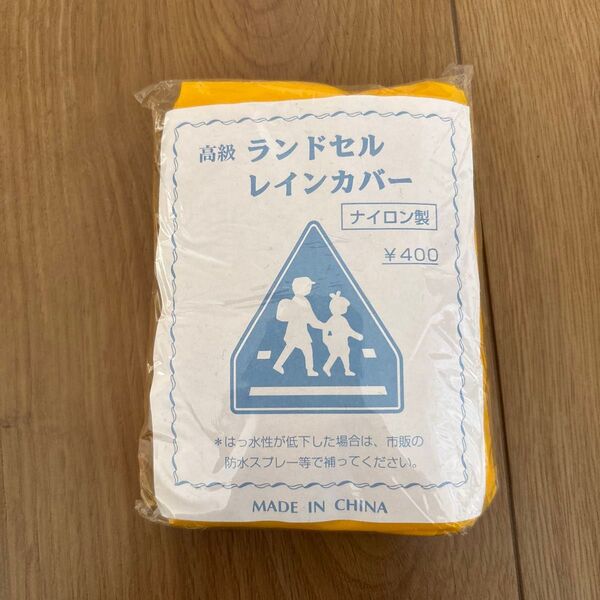 高級 ランドセル
レインカバー
ナイロン製
￥400
＊はっ水性が低下した場合は、市販の
防水スプレー等で補ってください。
MADE IN CHINA